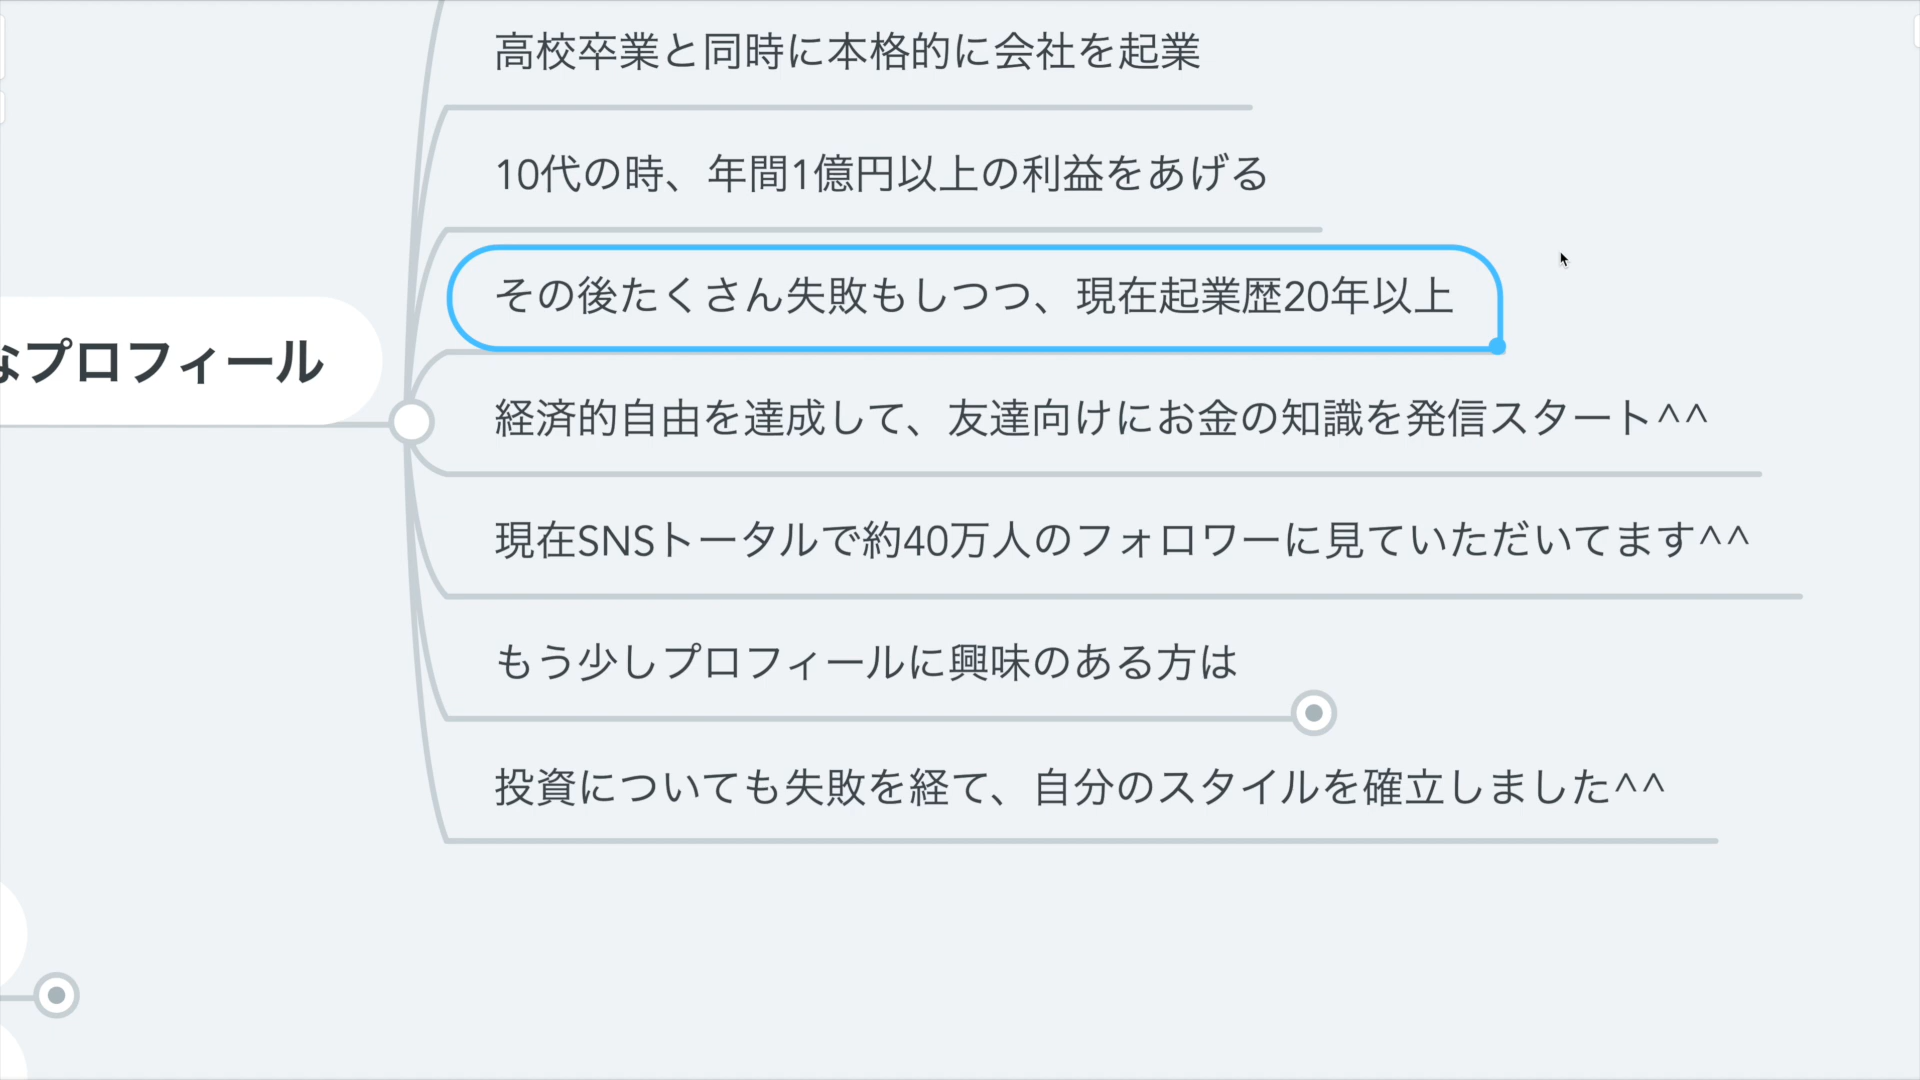 高校卒業と同時に本格的に会社を起業
10代の時、年間1億円以上の利益をあげる
その後たくさん失敗もしつつ、現在起業歴20年以上
なプロフィール
経済的自由を達成して、友達向けにお金の知識を発信スタート^^
現在SNSトータルで約40万人のフォロワーに見ていただいてます^^
もう少しプロフィールに興味のある方は
投資についても失敗を経て、自分のスタイルを確立しました^^